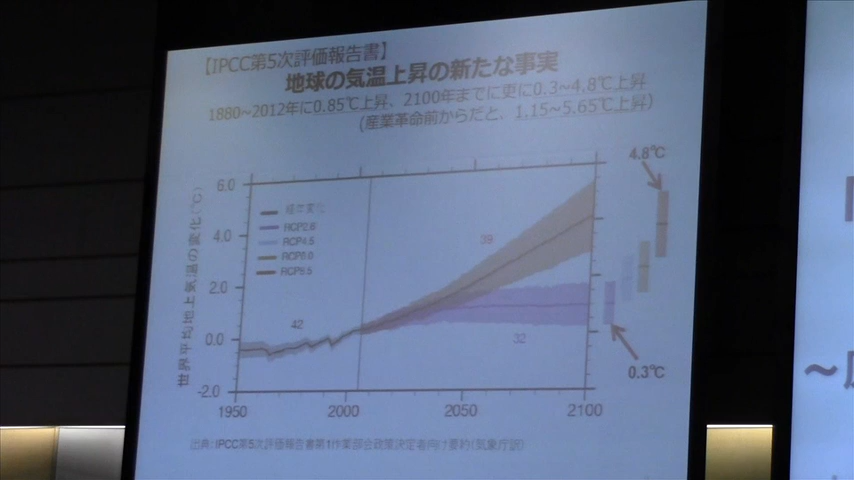 【IPCC第5次評価報告書】
地球の気温上昇の新たな事実
1880~2012年に0.85℃上昇、2100年までに更に0.3~4.8℃上昇
(産業革命前からだと、1.15~5.65℃上昇)
4.8℃
世界平均地上気温の変化(℃)
6.0
4.0
2.0
0.0
-2.0
経年変化
RCP2.6
RCP4.5
RCP6.0
RCP8.5
39
42
32
0.3℃
1950
2000
2050
2100
出典:IPCC第5次評価報告書第1作業部会政策決定者向け要約(気象庁訳)
~